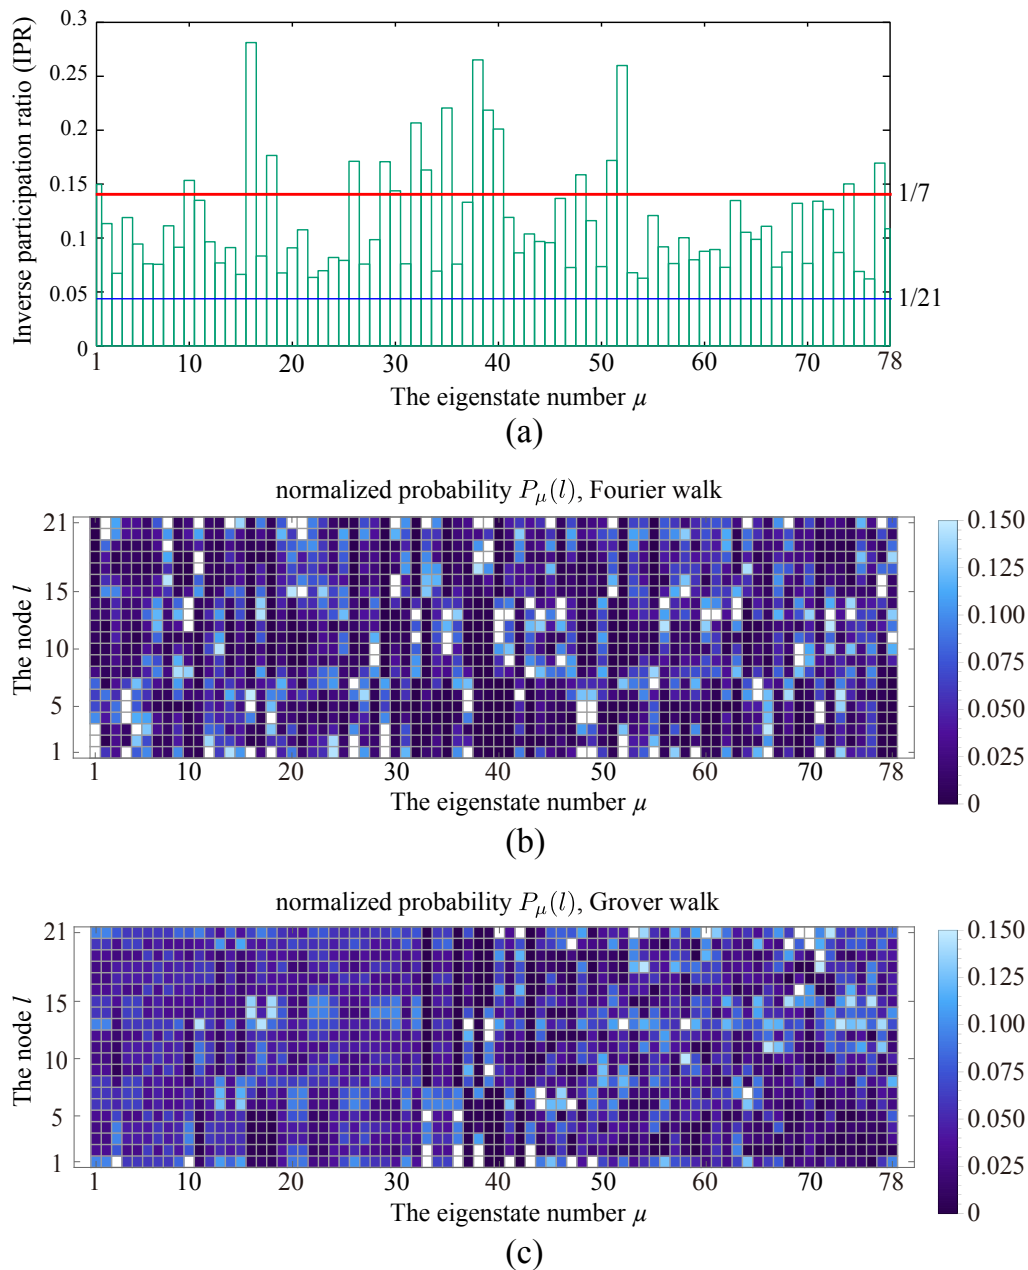 Inverse participation ratio (IPR)
0.3
0.25
0.2
0.15
0.1
0.05
0
1/7
1/21
1 10 20 30 40 50 60 70 78
The eigenstate number μ
(a)
normalized probability Pμ(l), Fourier walk
The node l
21
15
10
5
1
1 10 20 30 40 50 60 70 78
The eigenstate number μ
0.150
0.125
0.100
0.075
0.050
0.025
0
(b)
normalized probability Pμ(l), Grover walk
The node l
21
15
10
5
1
1 10 20 30 40 50 60 70 78
The eigenstate number μ
0.150
0.125
0.100
0.075
0.050
0.025
0
(c)